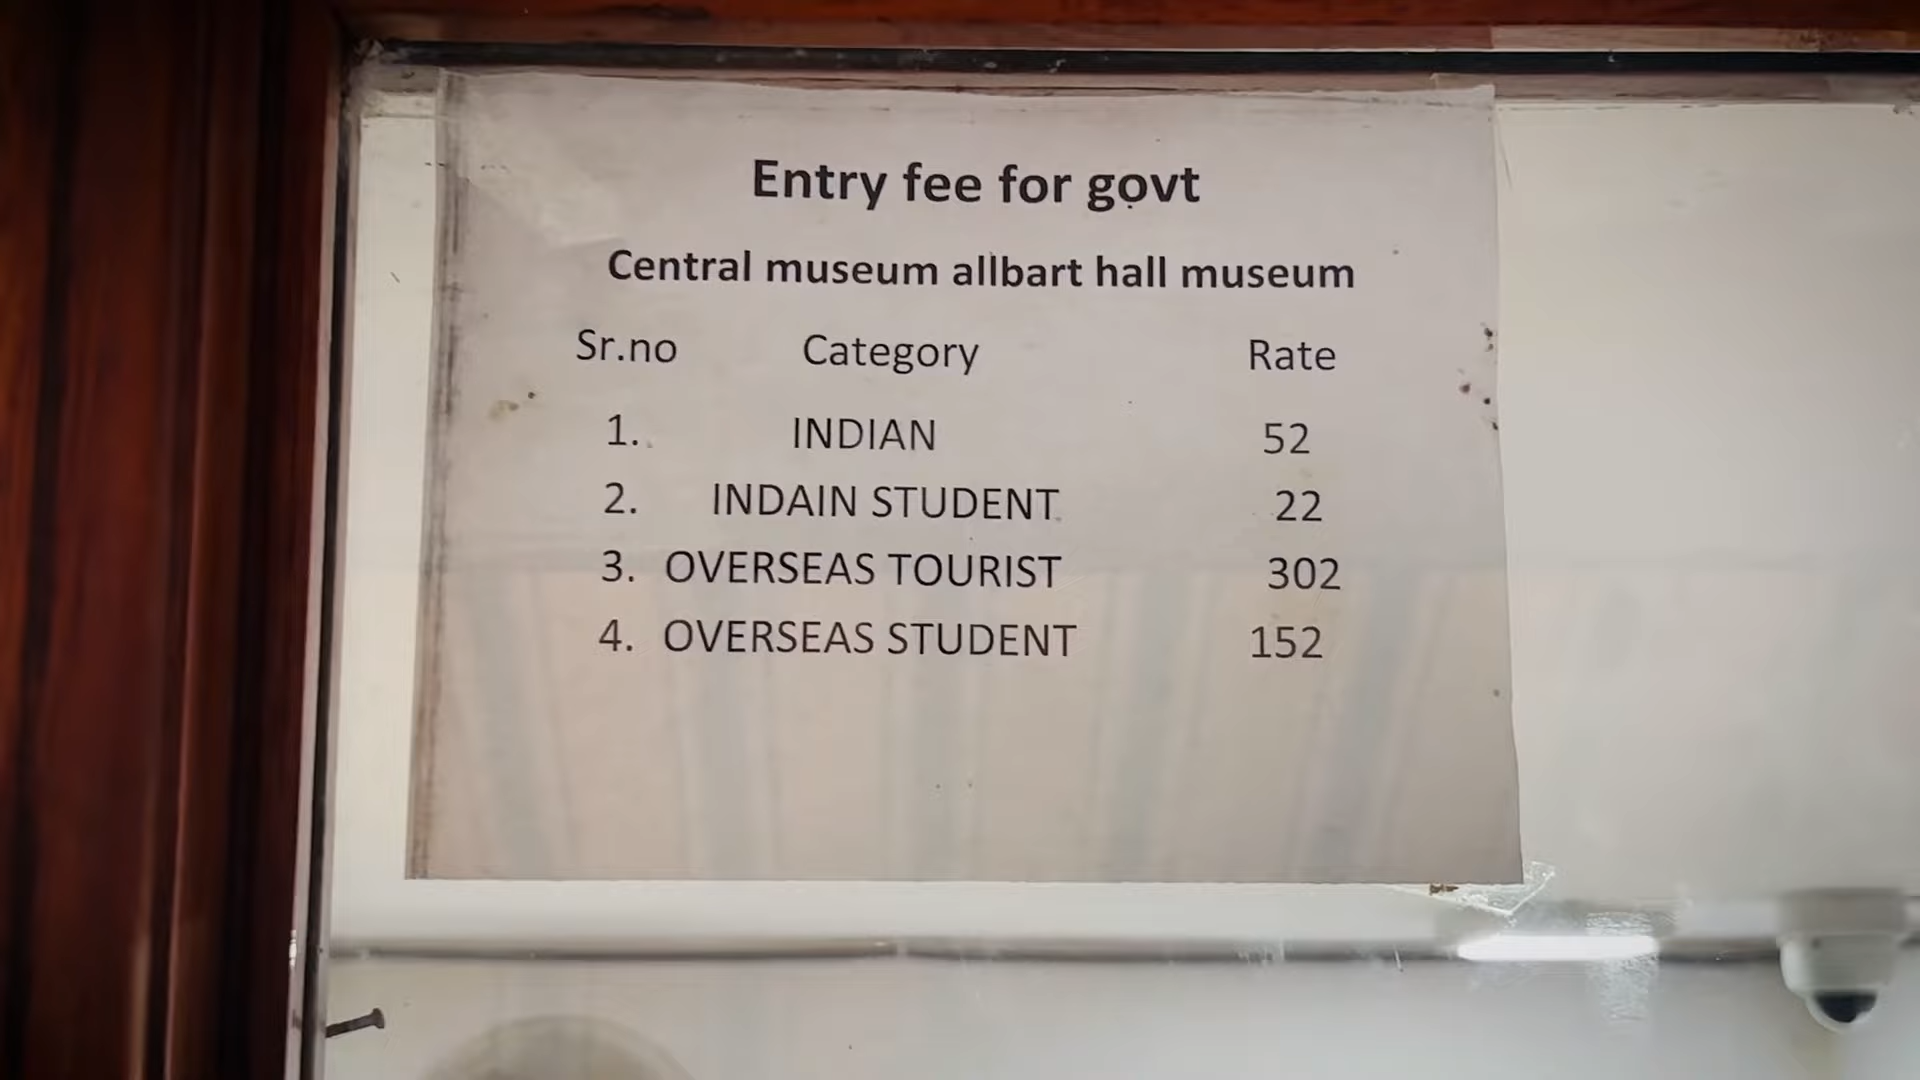 Entry fee for govt
Central museum allbart hall museum
Sr.no Category Rate
1. INDIAN 52
2. INDAIN STUDENT 22
3. OVERSEAS TOURIST 302
4. OVERSEAS STUDENT 152